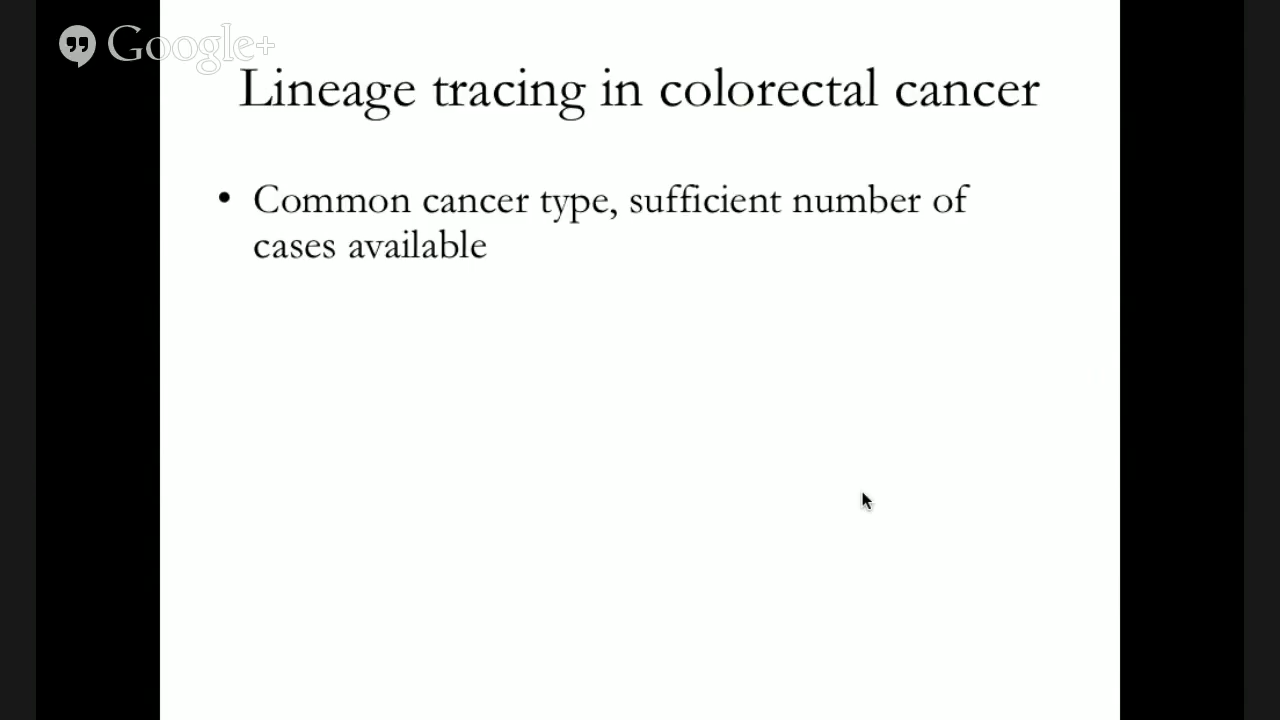 Google+
Lineage tracing in colorectal cancer
• Common cancer type, sufficient number of
cases available